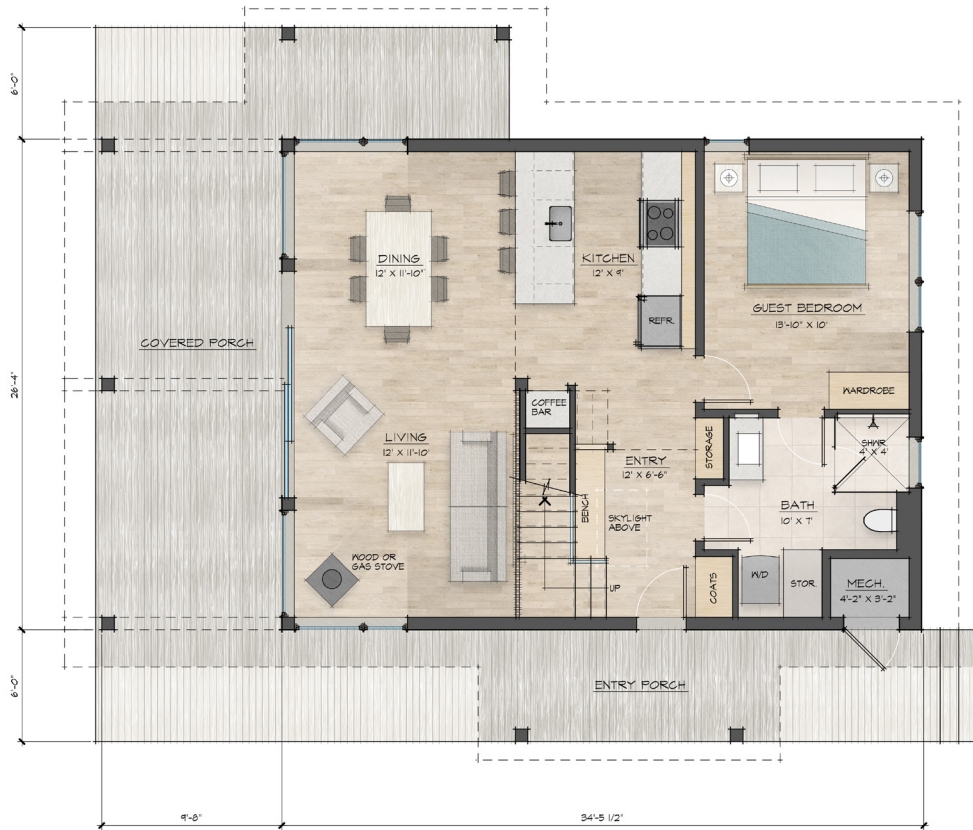 6'-0"
DINING
12' X 11'-10"
KITCHEN
12' X 9'
GUEST BEDROOM
13'-10" X 10'
REFR.
COVERED PORCH
26'-4"
WARDROBE
COFFEE
BAR
LIVING
12' X 11'-10'
ENTRY
12' X 6'-6"
STORAGE
SHWR
4' X 4'
BENCH
SKYLIGHT
ABOVE
BATH
10' X 7'
WOOD OR
GAS STOVE
UP
COATS
W/D
STOR.
MECH.
4'-2" X 3'-2"
ENTRY PORCH
6'-0"
9'-8"
34'-5 1/2"